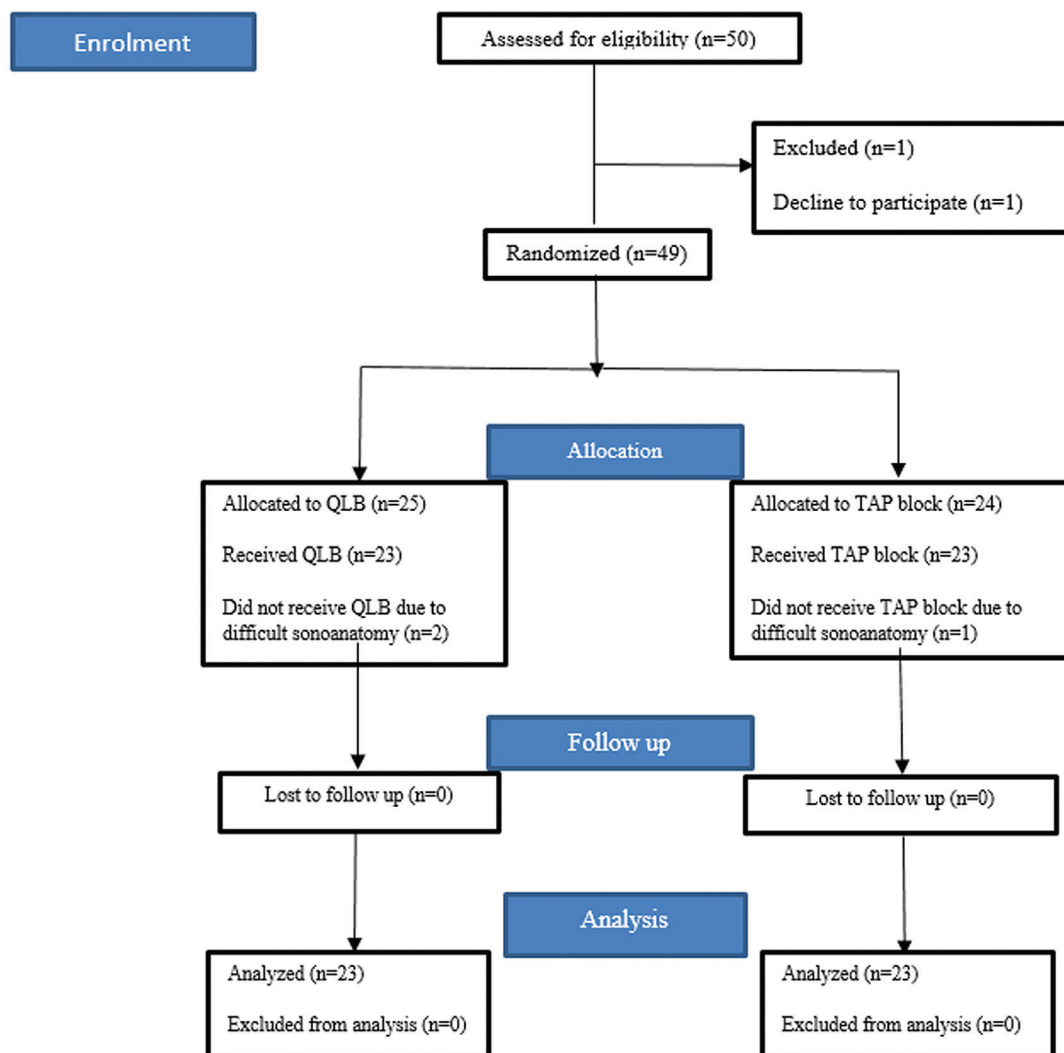 Enrolment
Assessed for eligibility (n=50)
Excluded (n=1)
Decline to participate (n=1)
Randomized (n=49)
Allocation
Allocated to QLB (n=25)
Received QLB (n=23)
Did not receive QLB due to
difficult sonoanatomy (n=2)
Allocated to TAP block (n=24)
Received TAP block (n=23)
Did not receive TAP block due to
difficult sonoanatomy (n=1)
Follow up
Lost to follow up (n=0)
Lost to follow up (n=0)
Analysis
Analyzed (n=23)
Excluded from analysis (n=0)
Analyzed (n=23)
Excluded from analysis (n=0)